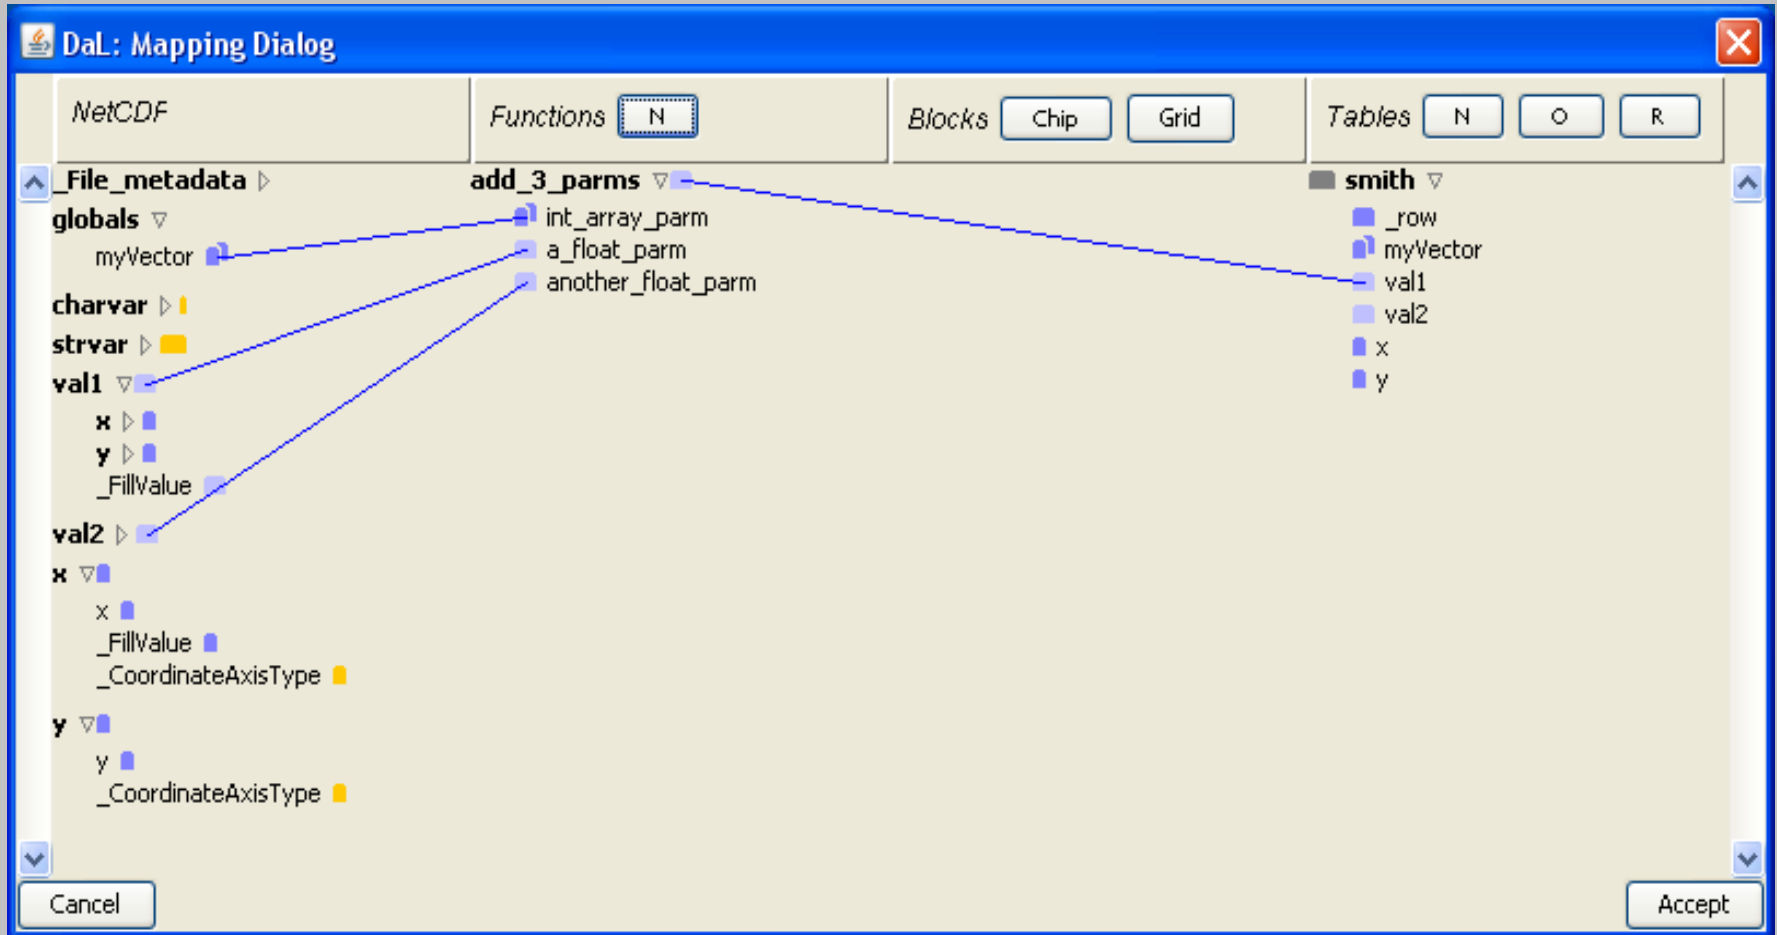 DaL: Mapping Dialog
NetCDF
Functions N
Blocks Chip Grid
Tables N O R
_File_metadata
globals
myVector
charvar
strvar
val1
x
y
_FillValue
val2
x
x
_FillValue
_CoordinateAxisType
y
y
_CoordinateAxisType
add_3_parms
int_array_parm
a_float_parm
another_float_parm
smith
_row
myVector
val1
val2
x
y
Cancel
Accept